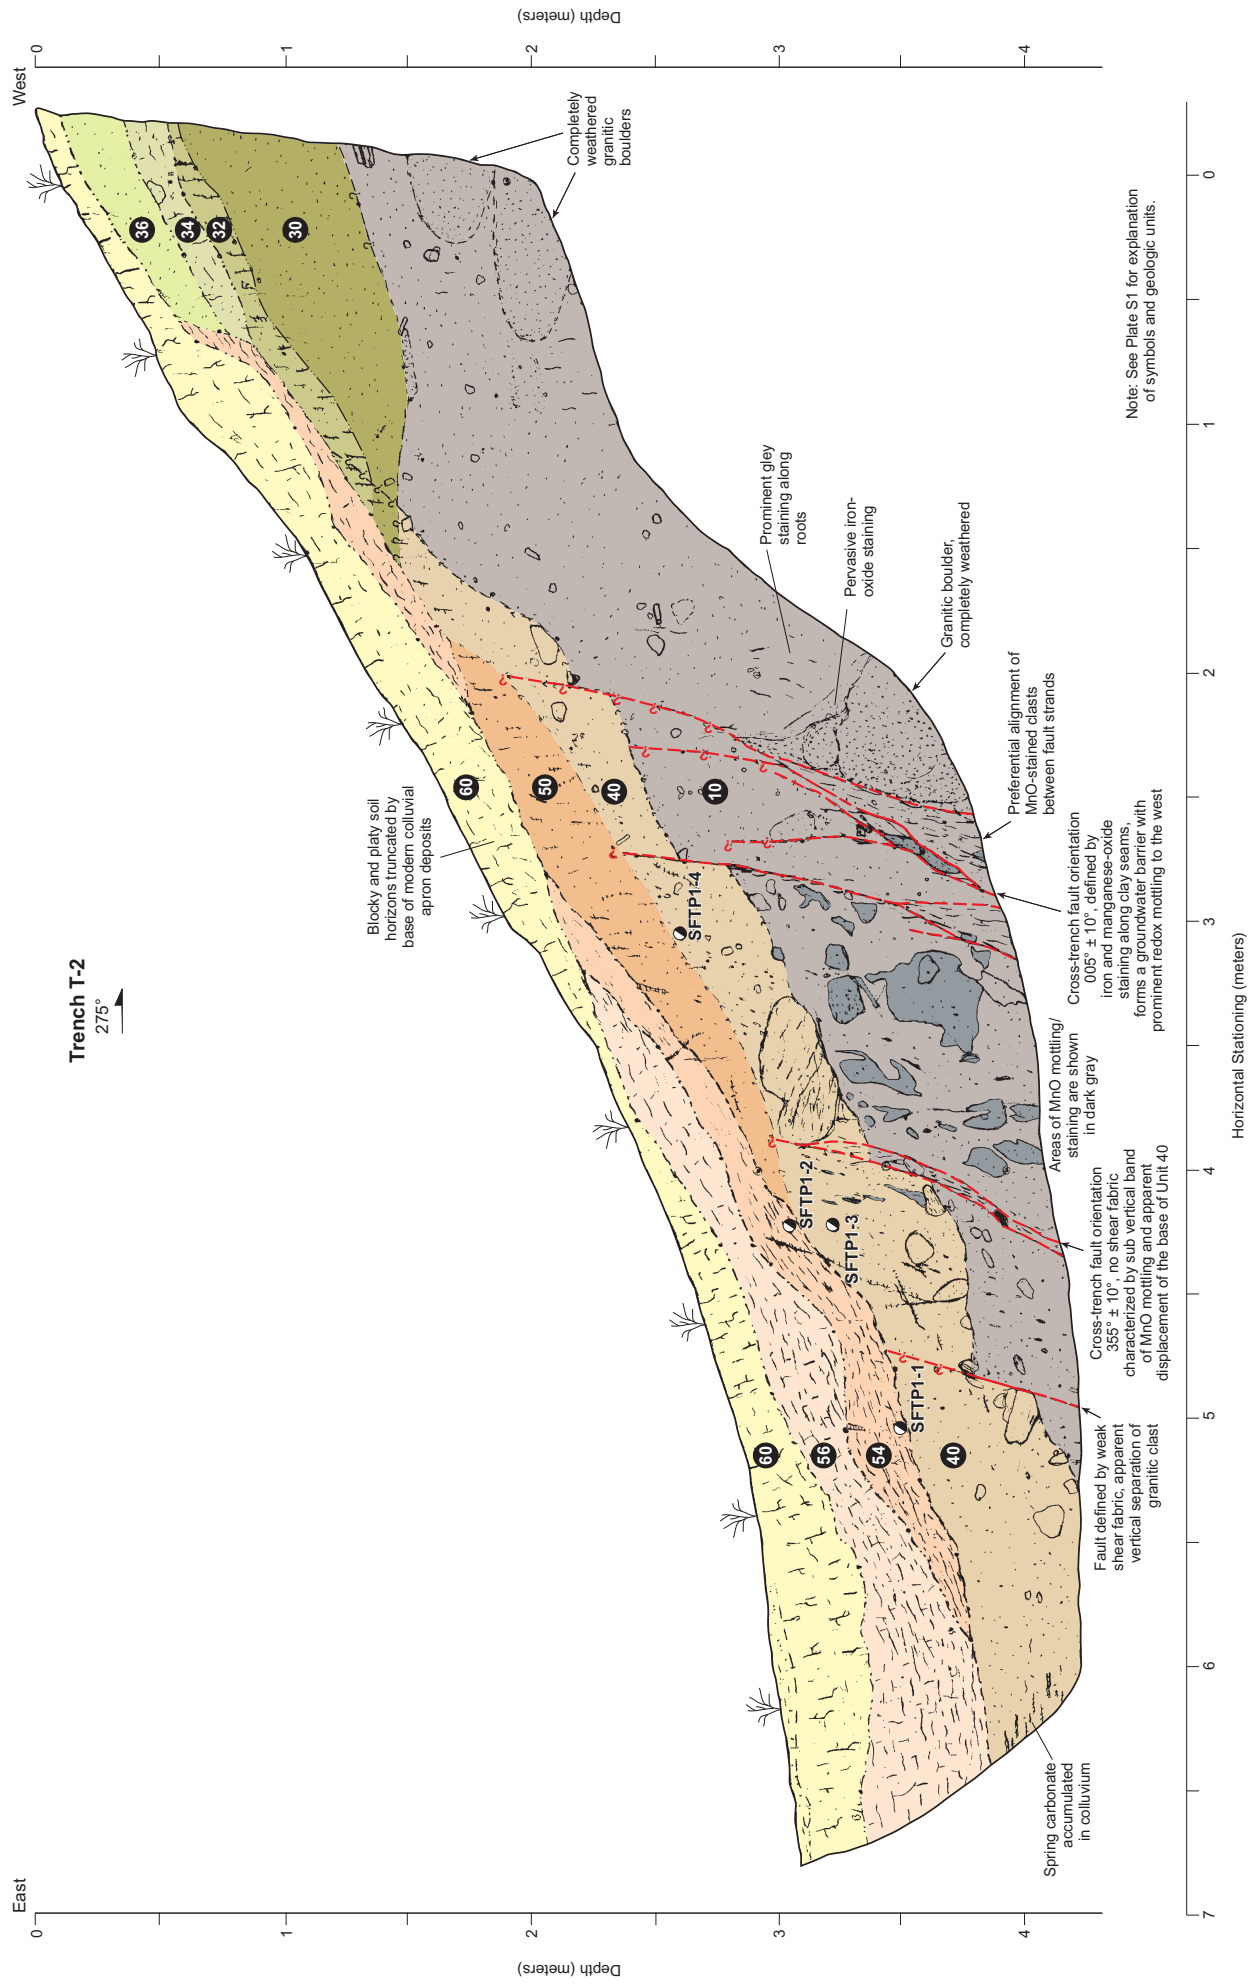 Trench T-2
275°
East
West
Depth (meters)
0
1
2
3
4
Depth (meters)
0
1
2
3
4
36
34
32
30
60
50
40
10
60
56
54
40
SFTP1-4
SFTP1-2
SFTP1-3
SFTP1-1
Blocky and platy soil
horizons truncated by
base of modern colluvial
apron deposits
Completely
weathered
granitic
boulders
Prominent gley
staining along
roots
Pervasive iron-
oxide staining
Granitic boulder,
completely weathered
Preferential alignment of
MnO-stained clasts
between fault strands
Cross-trench fault orientation
005° ± 10°, defined by
iron and manganese-oxide
staining along clay seams,
forms a groundwater barrier with
prominent redox mottling to the west
Areas of MnO mottling/
staining are shown
in dark gray
Cross-trench fault orientation
355° ± 10°, no shear fabric
characterized by sub vertical band
of MnO mottling and apparent
displacement of the base of Unit 40
Fault defined by weak
shear fabric, apparent
vertical separation of
granitic clast
Spring carbonate
accumulated
in colluvium
Note: See Plate S1 for explanation
of symbols and geologic units.
7
6
5
4
3
2
1
0
Horizontal Stationing (meters)